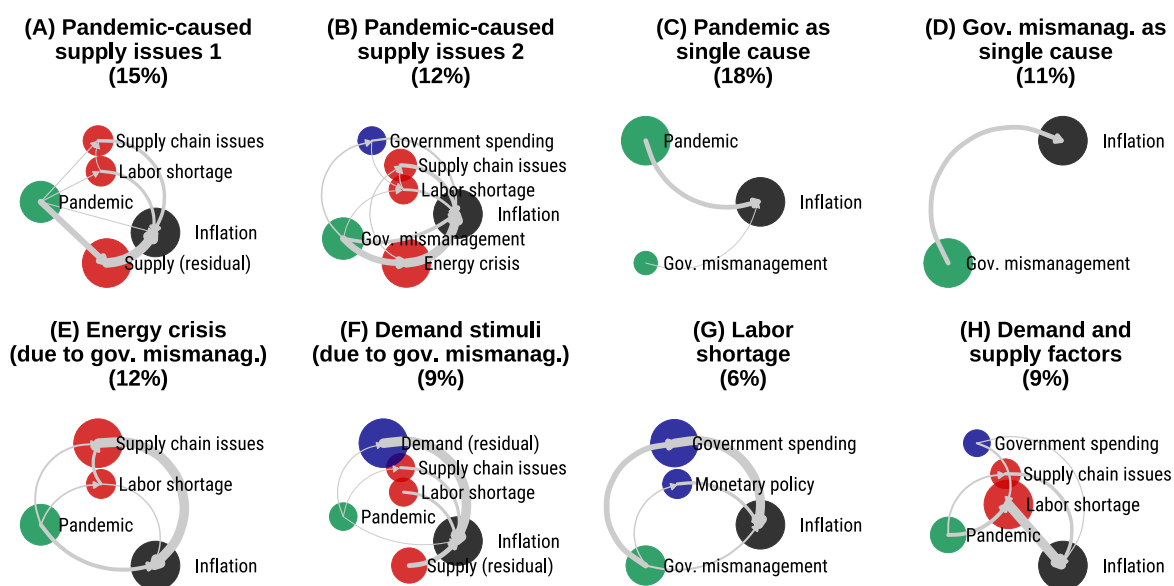 (A) Pandemic-caused
supply issues 1
(15%)
Supply chain issues
Labor shortage
Pandemic
Inflation
Supply (residual)
(B) Pandemic-caused
supply issues 2
(12%)
Government spending
Supply chain issues
Labor shortage
Inflation
Gov. mismanagement
Energy crisis
(C) Pandemic as
single cause
(18%)
Pandemic
Inflation
Gov. mismanagement
(D) Gov. mismanag. as
single cause
(11%)
Inflation
Gov. mismanagement
(E) Energy crisis
(due to gov. mismanag.)
(12%)
Supply chain issues
Labor shortage
Pandemic
Inflation
(F) Demand stimuli
(due to gov. mismanag.)
(9%)
Demand (residual)
Supply chain issues
Labor shortage
Pandemic
Inflation
Supply (residual)
(G) Labor
shortage
(6%)
Government spending
Monetary policy
Inflation
Gov. mismanagement
(H) Demand and
supply factors
(9%)
Government spending
Supply chain issues
Labor shortage
Pandemic
Inflation